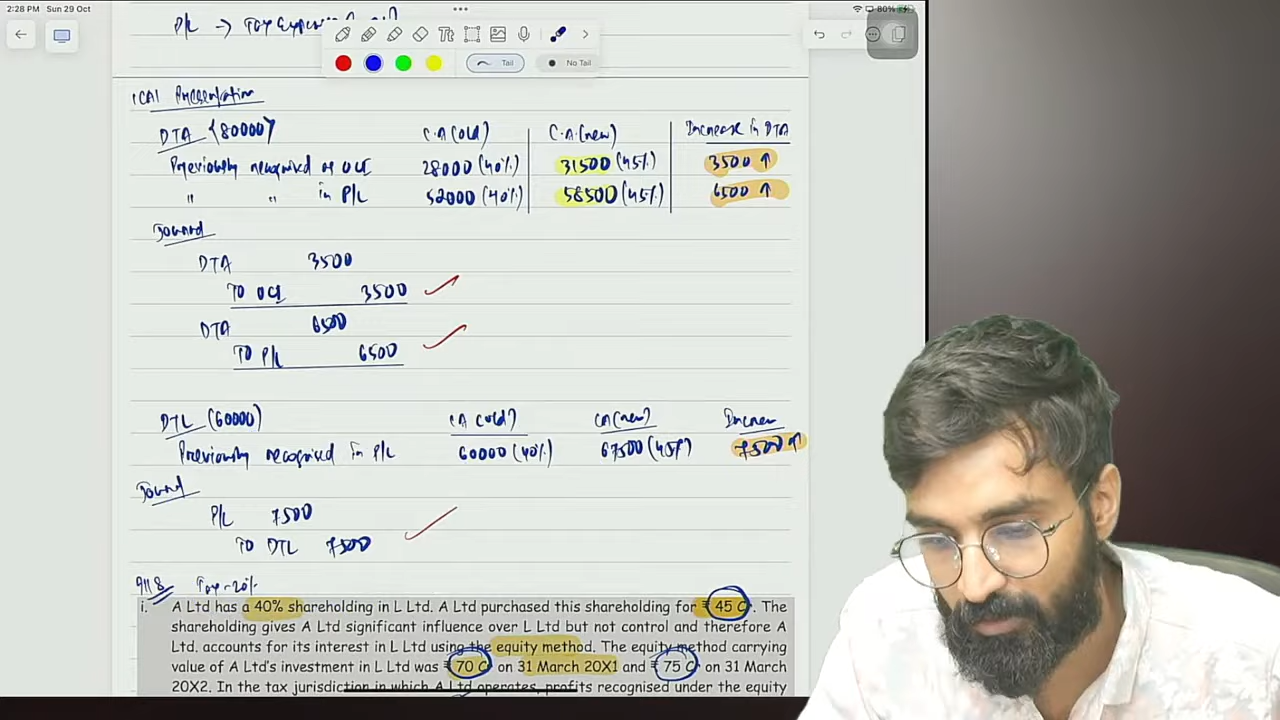 2:28 PM Sun 29 Oct
80%
P/L → Tax Expense
Tail
No Tail
ICAI Presentation
DTA {80000} C.A (old) C.A. (new) Increase in DTA
Previously recognised as OCI 28000 (40%) 31500 (45%) 3500 ↑
" " in P/L 52000 (40%) 58500 (45%) 6500 ↑
Journal
DTA 3500
To OCI 3500
DTA 6500
To P/L 6500
DTL (60000) CA (old) CA (new) Increase
Previously recognised in P/L 60000 (40%) 67500 (45%) 7500 ↑
Journal
P/L 7500
To DTL 7500
Tax - 20%
i. A Ltd has a 40% shareholding in L Ltd. A Ltd purchased this shareholding for ₹ 45 C. The
shareholding gives A Ltd significant influence over L Ltd but not control and therefore A
Ltd. accounts for its interest in L Ltd using the equity method. The equity method carrying
value of A Ltd's investment in L Ltd was ₹ 70 C on 31 March 20X1 and ₹ 75 C on 31 March
20X2. In the tax jurisdiction in which A Ltd operates, profits recognised under the equity